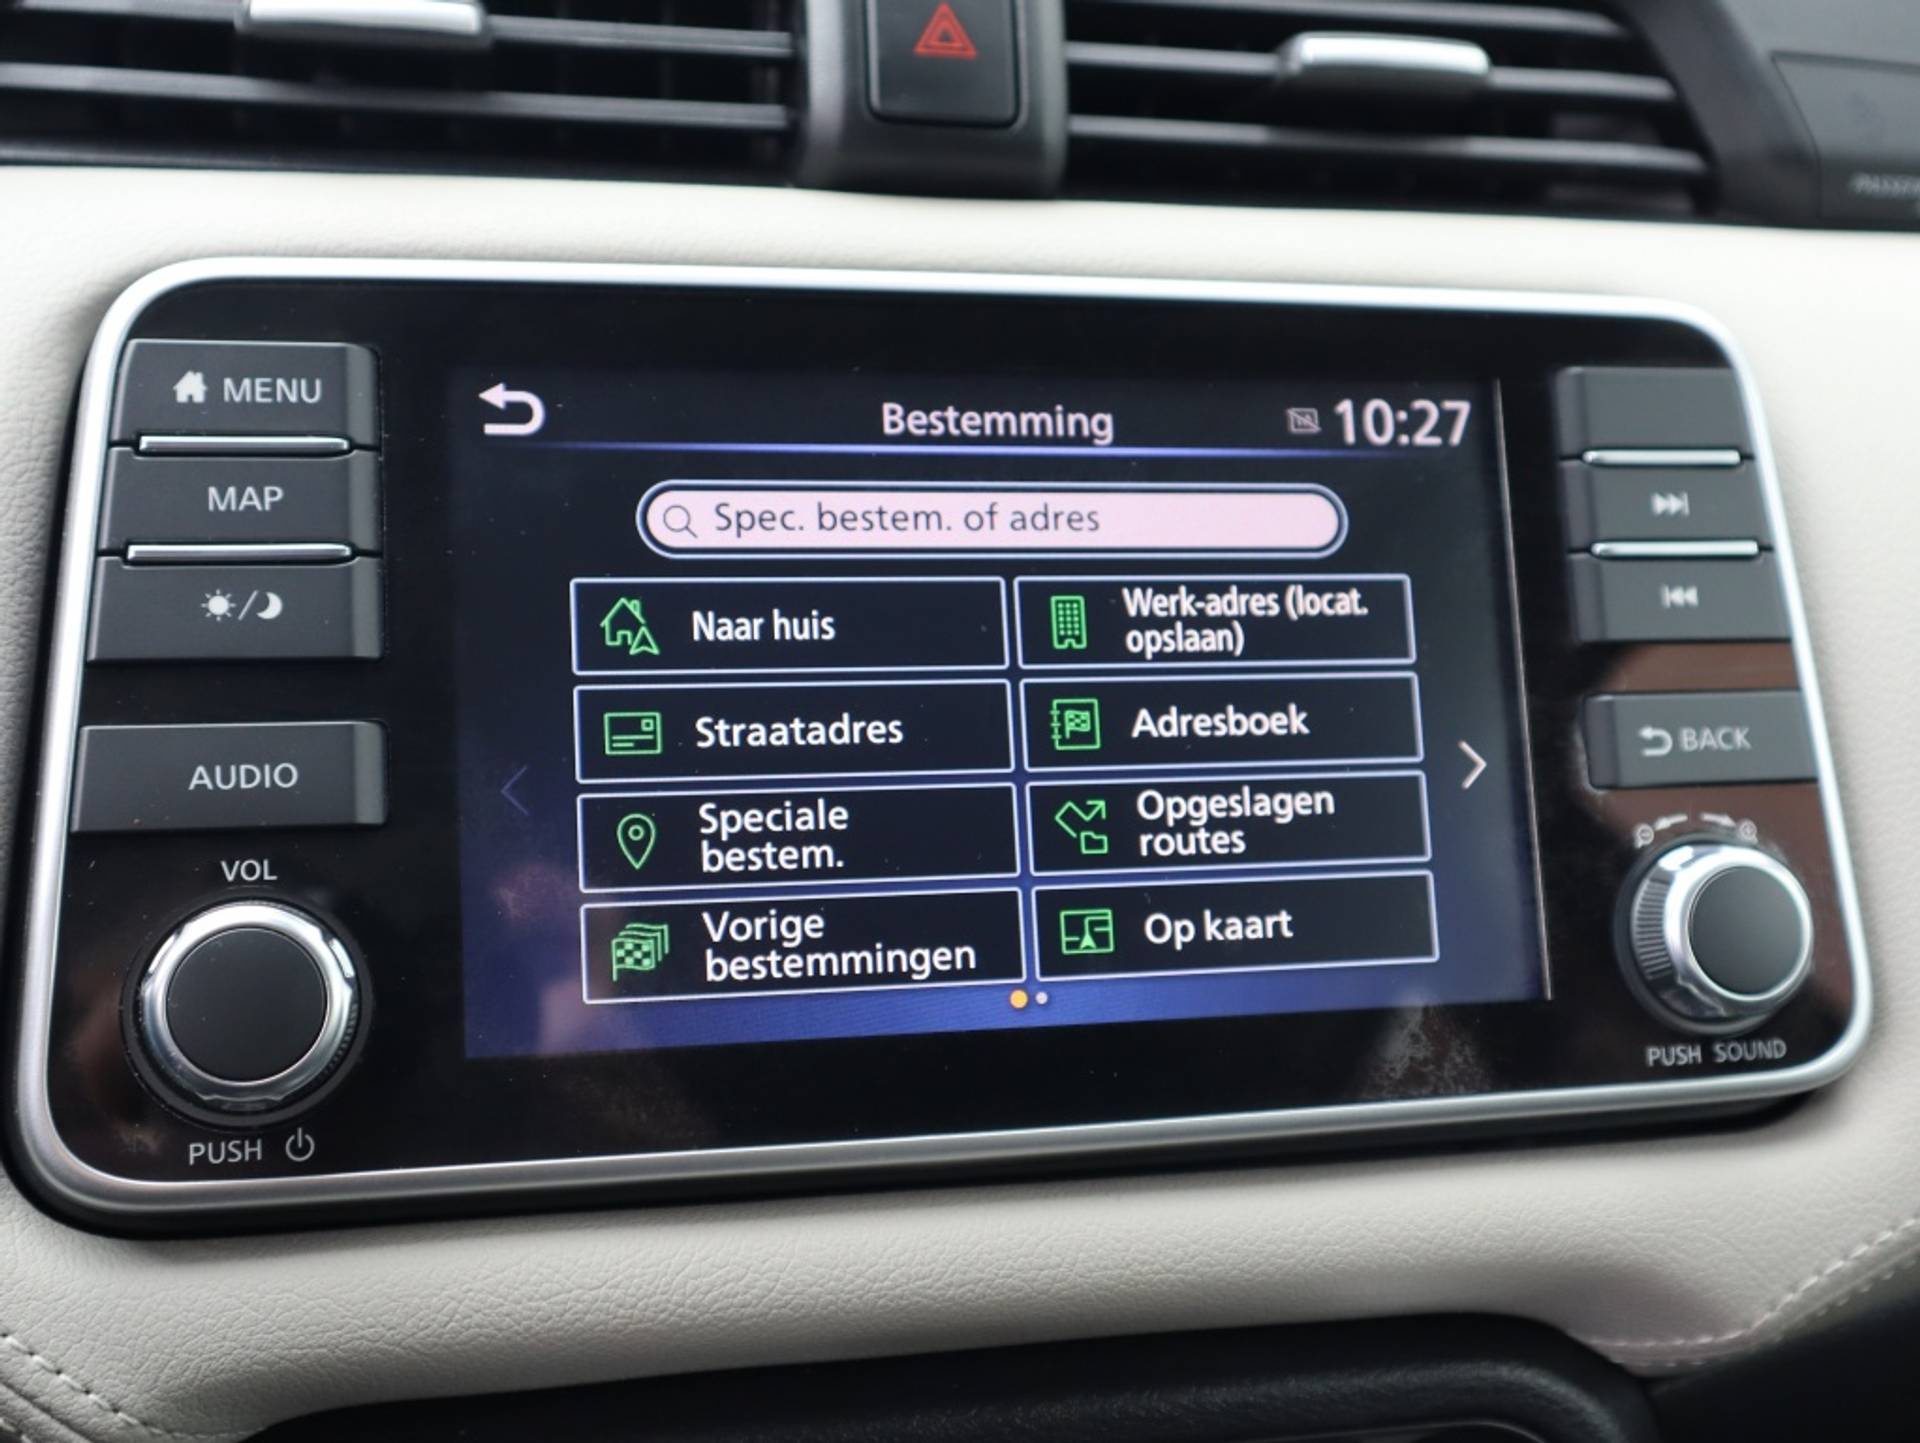 MENU
MAP
AUDIO
VOL
PUSH
Bestemming
10:27
Spec. bestem. of adres
Naar huis
Werk-adres (locat.
opslaan)
Straatadres
Adresboek
Speciale
bestem.
Opgeslagen
routes
Vorige
bestemmingen
Op kaart
BACK
PUSH SOUND